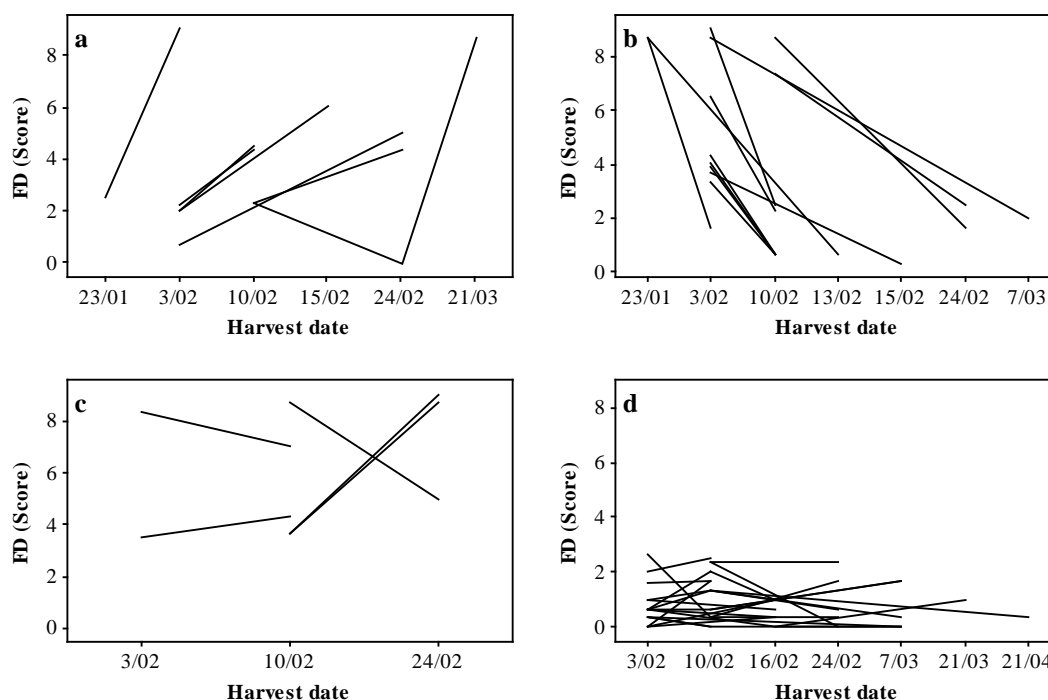 a
FD (Score)
8
6
4
2
0
23/01 3/02 10/02 15/02 24/02 21/03
Harvest date
b
FD (Score)
8
6
4
2
0
23/01 3/02 10/02 13/02 15/02 24/02 7/03
Harvest date
c
FD (Score)
8
6
4
2
0
3/02 10/02 24/02
Harvest date
d
FD (Score)
8
6
4
2
0
3/02 10/02 16/02 24/02 7/03 21/03 21/04
Harvest date